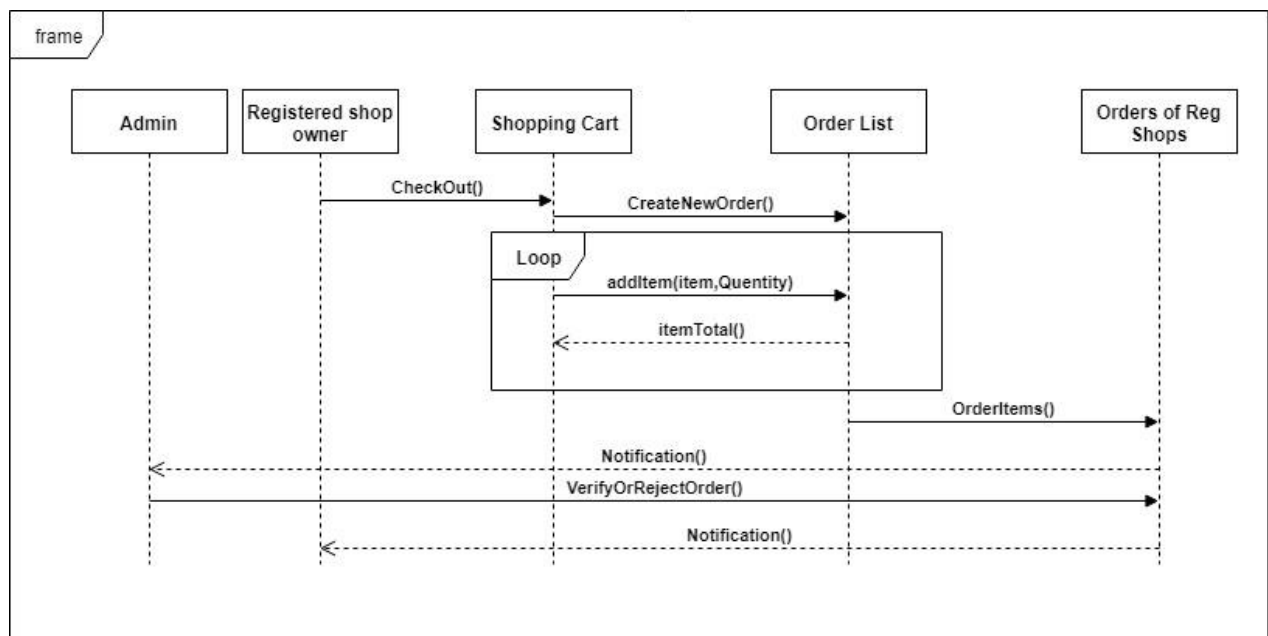 frame
Admin
Registered shop
owner
Shopping Cart
Order List
Orders of Reg
Shops
CheckOut()
CreateNewOrder()
Loop
addItem(item,Quentity)
itemTotal()
OrderItems()
Notification()
VerifyOrRejectOrder()
Notification()